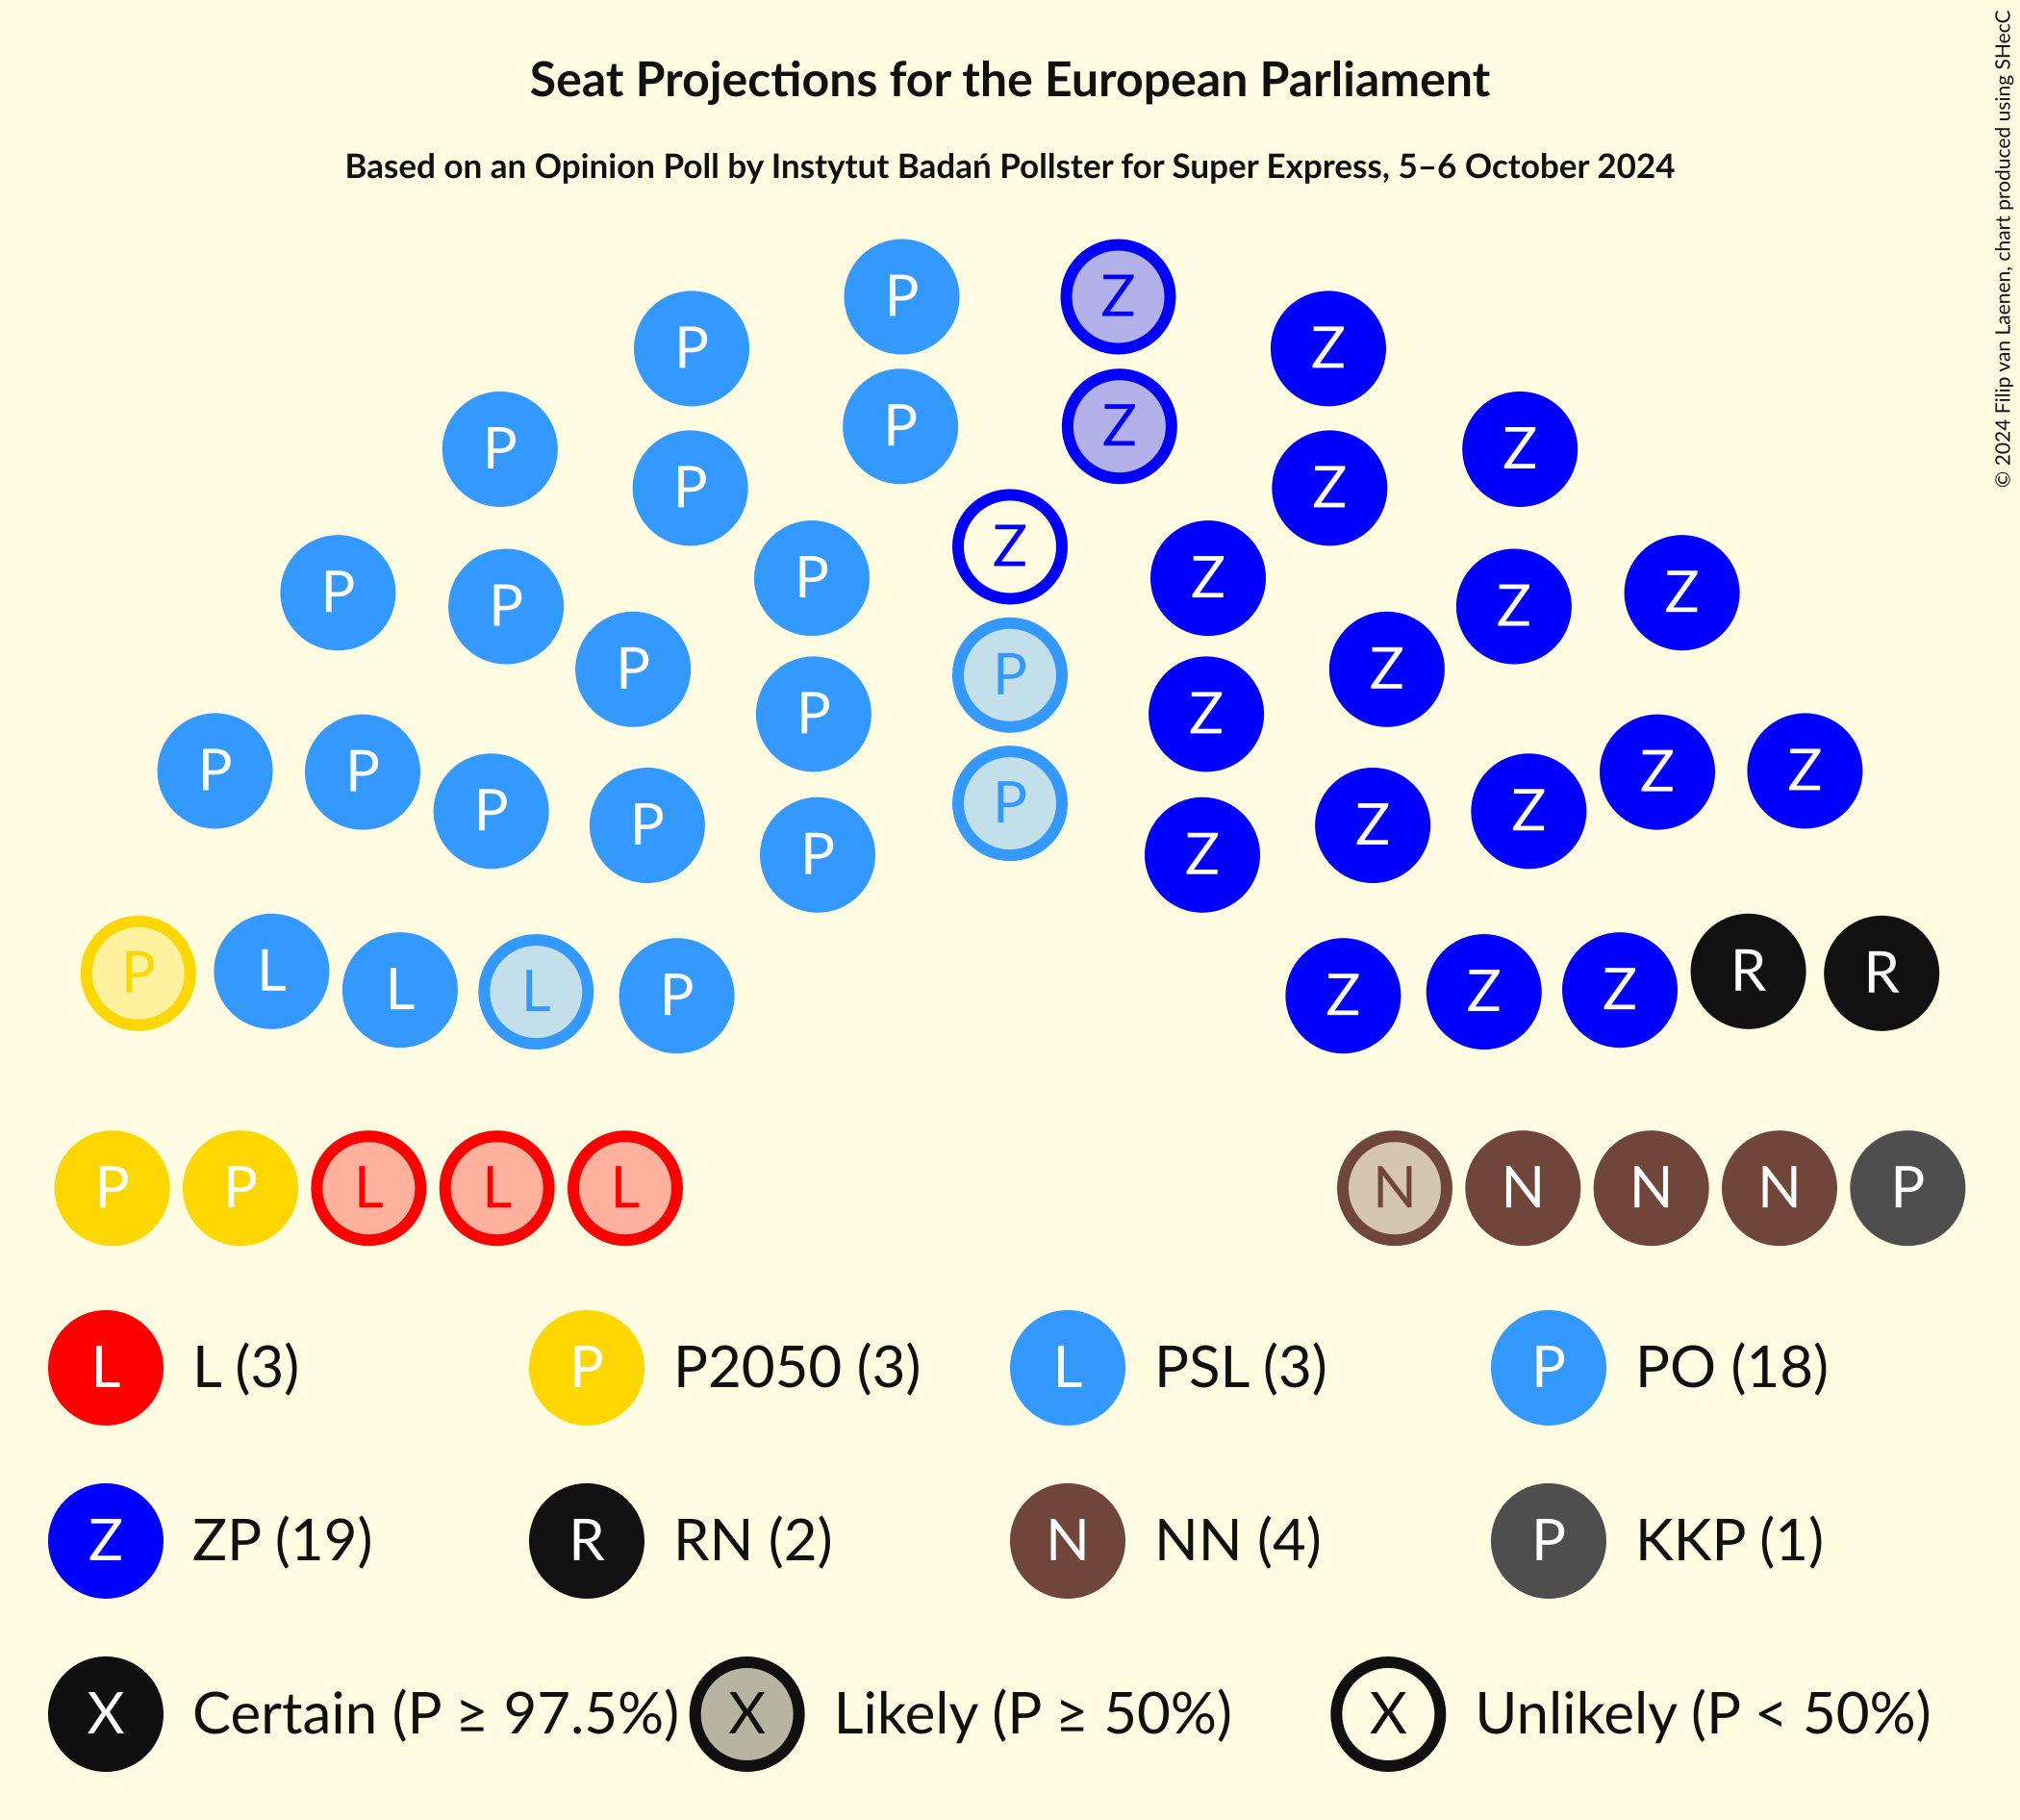 Seat Projections for the European Parliament
Based on an Opinion Poll by Instytut Badań Pollster for Super Express, 5–6 October 2024
© 2024 Filip van Laenen, chart produced using SHecC
P Z
P Z
P Z
P Z
P Z
P Z
Z
P Z
P Z
P Z
P Z
P
P Z
P Z
P P Z Z
P Z
P
P Z
P Z
P L L L P Z Z Z R R
P P L L L N N N N P
L L (3) P P2050 (3) L PSL (3) P PO (18)
Z ZP (19) R RN (2) N NN (4) P KKP (1)
X Certain (P ≥ 97.5%) X Likely (P ≥ 50%) X Unlikely (P < 50%)